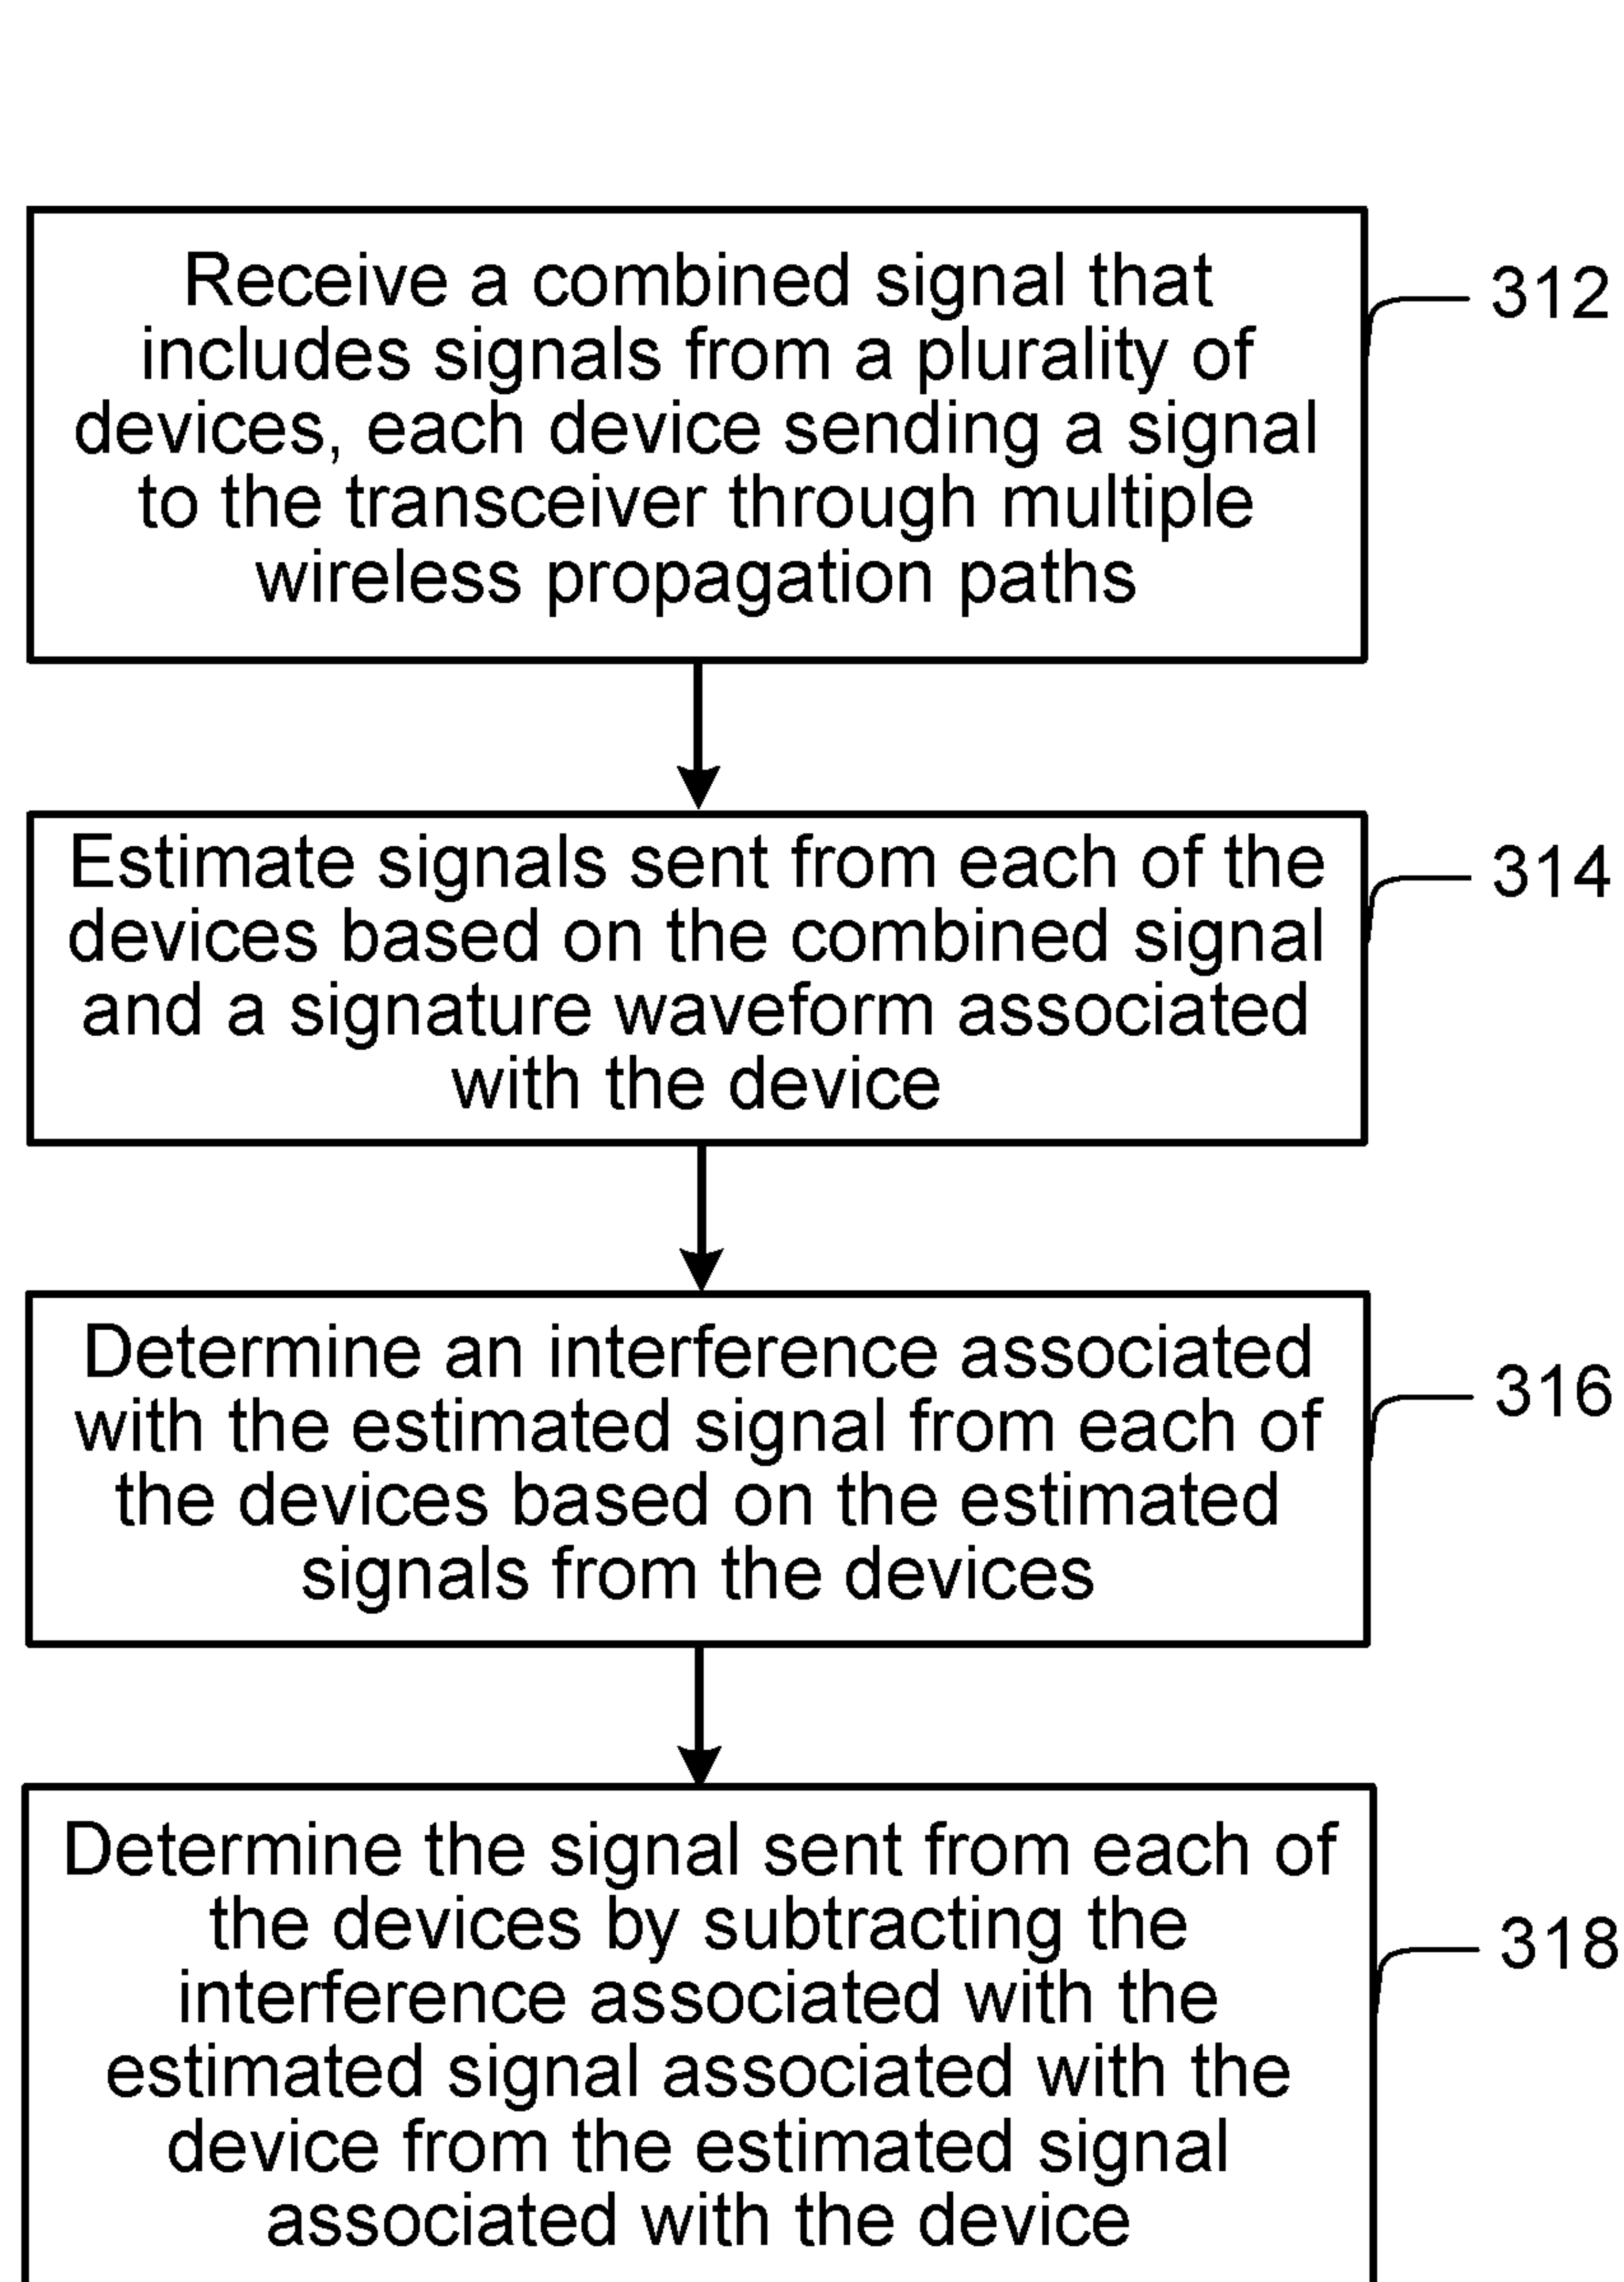 Receive a combined signal that
includes signals from a plurality of
devices, each device sending a signal
to the transceiver through multiple
wireless propagation paths
312
Estimate signals sent from each of the
devices based on the combined signal
and a signature waveform associated
with the device
314
Determine an interference associated
with the estimated signal from each of
the devices based on the estimated
signals from the devices
316
Determine the signal sent from each of
the devices by subtracting the
interference associated with the
estimated signal associated with the
device from the estimated signal
associated with the device
318